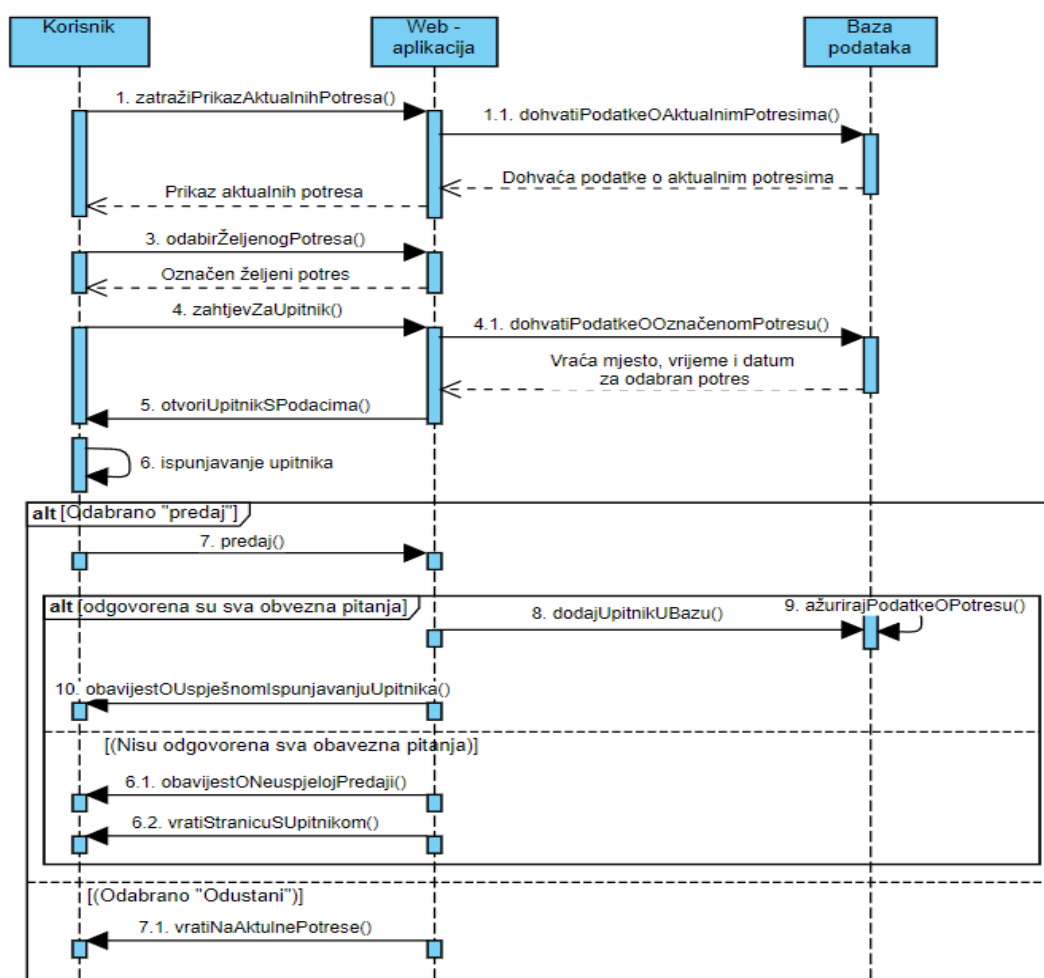 Korisnik
Web -
aplikacija
Baza
podataka
1. zatražiPrikazAktualnihPotresa()
1.1. dohvatiPodatkeOAktualnimPotresima()
Dohvaća podatke o aktualnim potresima
Prikaz aktualnih potresa
3. odabirŽeljenogPotresa()
Označen željeni potres
4. zahtjevZaUpitnik()
4.1. dohvatiPodatkeOOznačenomPotresu()
Vraća mjesto, vrijeme i datum
za odabran potres
5. otvoriUpitnikSPodacima()
6. ispunjavanje upitnika
alt [Odabrano "predaj"]
7. predaj()
alt [odgovorena su sva obvezna pitanja]
8. dodajUpitnikUBazu()
9. ažurirajPodatkeOPotresu()
10. obavijestOUspješnomIspunjavanjuUpitnika()
[(Nisu odgovorena sva obavezna pitanja)]
6.1. obavijestONeuspjelojPredaji()
6.2. vratiStranicuSUpitnikom()
[(Odabrano "Odustani")]
7.1. vratiNaAktulnePotrese()